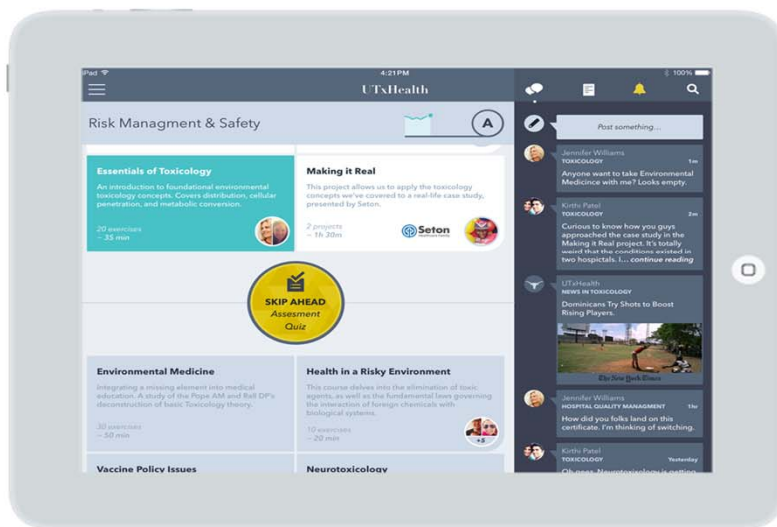 iPad
4:21PM
100%
UTxHealth
Risk Managment & Safety
A
Essentials of Toxicology
An introduction to foundational environmental
toxicology concepts. Covers distribution, cellular
penetration, and metabolic conversion.
20 exercises
~ 35 min
Making it Real
This project allows us to apply the toxicology
concepts we've covered to a real-life case study,
presented by Seton.
2 projects
~ 1h 30m
Seton
SKIP AHEAD
Assesment
Quiz
Environmental Medicine
Integrating a missing element into medical
education. A study of the Pope AM and Rall DP's
deconstruction of basic Toxicology theory.
30 exercises
~ 50 min
Health in a Risky Environment
This course delves into the elimination of toxic
agents, as well as the fundamental laws governing
the interaction of foreign chemicals with
biological systems.
10 exercises
~ 20 min
+5
Vaccine Policy Issues
Neurotoxicology
Post something...
Jennifer Williams
TOXICOLOGY 1m
Anyone want to take Environmental
Medicince with me? Looks empty.
Kirthi Patel
TOXICOLOGY 2m
Curious to know how you guys
approached the case study in the
Making it Real project. It's totally
weird that the conditions existed in
two hospticals. I... continue reading
UTxHealth
NEWS IN TOXICOLOGY
Dominicans Try Shots to Boost
Rising Players.
The New York Times
Jennifer Williams
HOSPITAL QUALITY MANAGMENT 1hr
How did you folks land on this
certificate. I'm thinking of switching.
Kirthi Patel
TOXICOLOGY Yesterday
Oh geez, Neurotoxicology is getting